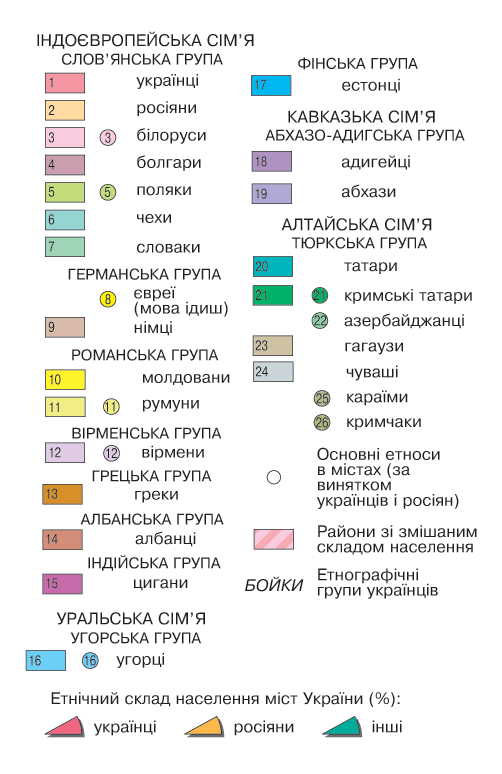 ІНДОЄВРОПЕЙСЬКА СІМ’Я
СЛОВ’ЯНСЬКА ГРУПА
1 українці
2 росіяни
3 3 білоруси
4 болгари
5 5 поляки
6 чехи
7 словаки
ГЕРМАНСЬКА ГРУПА
8 євреї
(мова ідиш)
9 німці
РОМАНСЬКА ГРУПА
10 молдовани
11 11 румуни
ВІРМЕНСЬКА ГРУПА
12 12 вірмени
ГРЕЦЬКА ГРУПА
13 греки
АЛБАНСЬКА ГРУПА
14 албанці
ІНДІЙСЬКА ГРУПА
15 цигани
УРАЛЬСЬКА СІМ’Я
УГОРСЬКА ГРУПА
16 16 угорці
ФІНСЬКА ГРУПА
17 естонці
КАВКАЗЬКА СІМ’Я
АБХАЗО-АДИГСЬКА ГРУПА
18 адигейці
19 абхази
АЛТАЙСЬКА СІМ’Я
ТЮРКСЬКА ГРУПА
20 татари
21 21 кримські татари
22 азербайджанці
23 гагаузи
24 чуваші
25 караїми
26 кримчаки
Основні етноси
в містах (за
винятком
українців і росіян)
Райони зі змішаним
складом населення
БОЙКИ Етнографічні
групи українців
Етнічний склад населення міст України (%):
українці росіяни інші